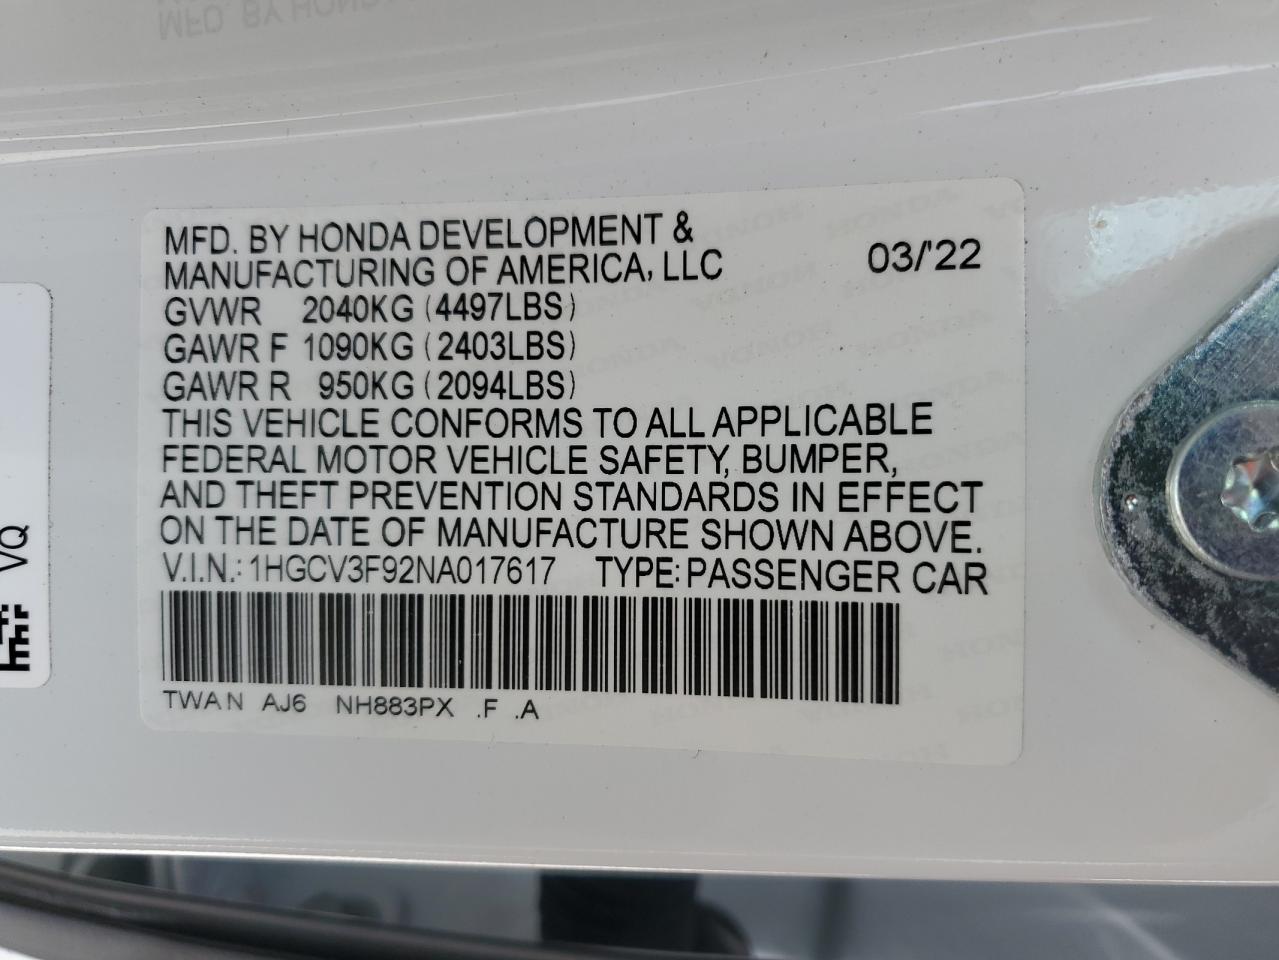 MFD. BY HONDA DEVELOPMENT &
MANUFACTURING OF AMERICA, LLC 03/'22
GVWR 2040KG (4497LBS)
GAWR F 1090KG (2403LBS)
GAWR R 950KG (2094LBS)
THIS VEHICLE CONFORMS TO ALL APPLICABLE
FEDERAL MOTOR VEHICLE SAFETY, BUMPER,
AND THEFT PREVENTION STANDARDS IN EFFECT
ON THE DATE OF MANUFACTURE SHOWN ABOVE.
V.I.N.: 1HGCV3F92NA017617 TYPE: PASSENGER CAR
TWAN AJ6 NH883PX .F .A
VQ